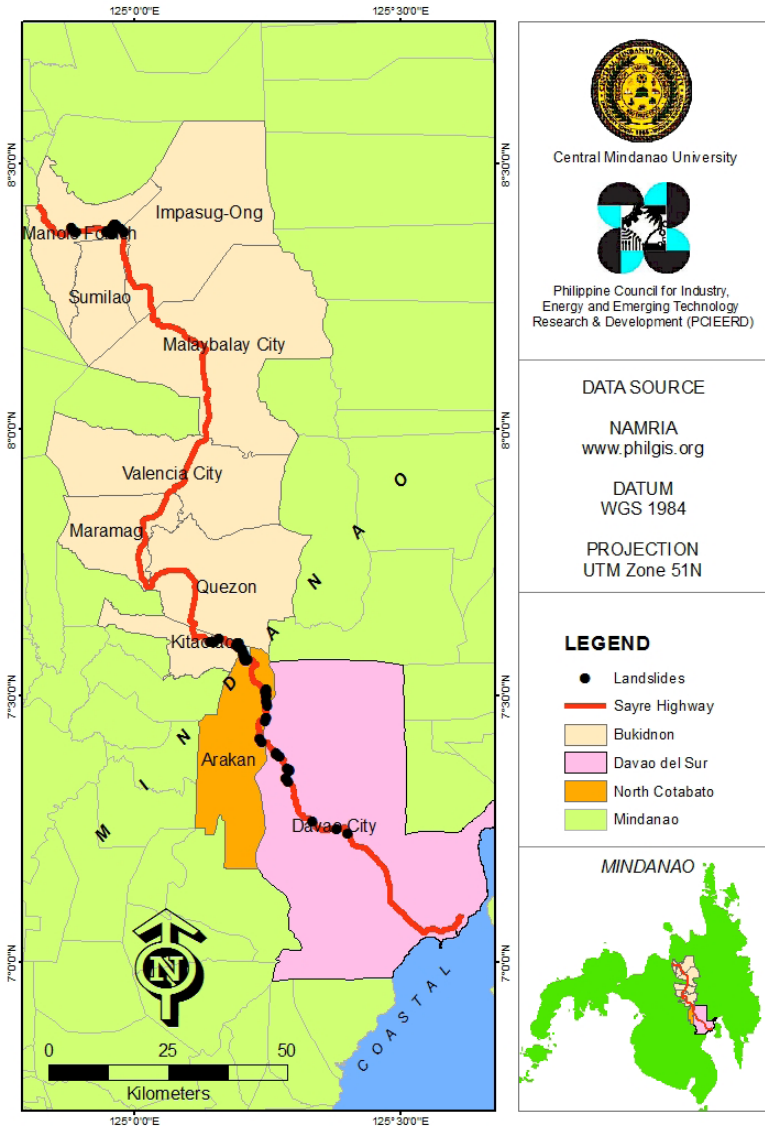 125°0'0"E
125°30'0"E
8°30'0"N
8°0'0"N
7°30'0"N
7°0'0"N
Impasug-Ong
Manolo Fortich
Sumilao
Malaybalay City
Valencia City
Maramag
Quezon
Kitaotao
Arakan
Davao City
MINDANAO
COASTAL
N
0 25 50
Kilometers
125°0'0"E
125°30'0"E
8°30'0"N
8°0'0"N
7°30'0"N
7°0'0"N
Central Mindanao University
Philippine Council for Industry,
Energy and Emerging Technology
Research & Development (PCIEERD)
DATA SOURCE
NAMRIA
www.philgis.org
DATUM
WGS 1984
PROJECTION
UTM Zone 51N
LEGEND
Landslides
Sayre Highway
Bukidnon
Davao del Sur
North Cotabato
Mindanao
MINDANAO